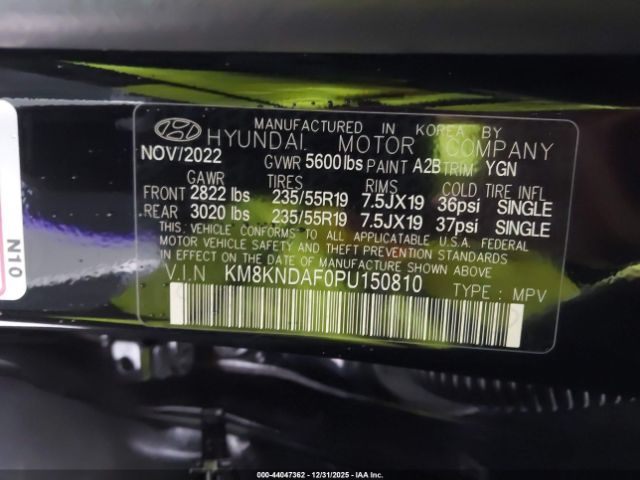 MANUFACTURED IN KOREA BY
HYUNDAI MOTOR COMPANY
NOV/2022 GVWR 5600 lbs PAINT A2B TRIM YGN
GAWR TIRES RIMS COLD TIRE INFL
FRONT 2822 lbs 235/55R19 7.5JX19 36psi SINGLE
REAR 3020 lbs 235/55R19 7.5JX19 37psi SINGLE
THIS VEHICLE CONFORMS TO ALL APPLICABLE U.S.A. FEDERAL
MOTOR VEHICLE SAFETY BUMPER, AND THEFT PREVENTION STANDARDS
IN EFFECT ON THE DATE OF MANUFACTURE SHOWN ABOVE.
V.I.N KM8KNDAF0PU150810 TYPE : MPV
N10
000-44047362 - 12/31/2025 - IAA Inc.